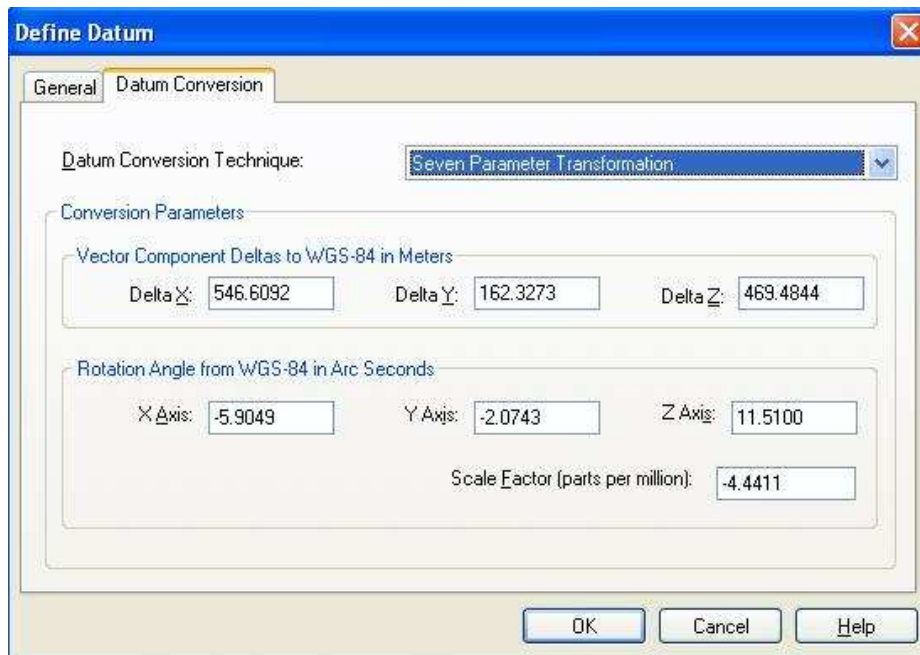 Define Datum
General Datum Conversion
Datum Conversion Technique: Seven Parameter Transformation
Conversion Parameters
Vector Component Deltas to WGS-84 in Meters
Delta X: 546.6092 Delta Y: 162.3273 Delta Z: 469.4844
Rotation Angle from WGS-84 in Arc Seconds
X Axis: -5.9049 Y Axis: -2.0743 Z Axis: 11.5100
Scale Factor (parts per million): -4.4411
OK Cancel Help